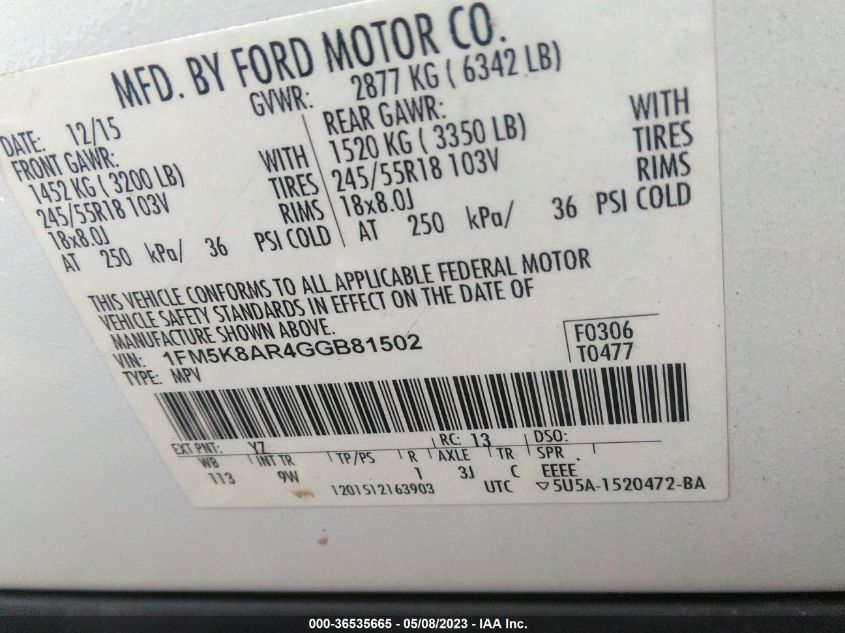 MFD. BY FORD MOTOR CO.
DATE: 12/15
GVWR: 2877 KG ( 6342 LB)
FRONT GAWR:
1452 KG ( 3200 LB) WITH
245/55R18 103V TIRES
18x8.0J RIMS
AT 250 kPa/ 36 PSI COLD
REAR GAWR:
1520 KG ( 3350 LB) WITH
245/55R18 103V TIRES
18x8.0J RIMS
AT 250 kPa/ 36 PSI COLD
THIS VEHICLE CONFORMS TO ALL APPLICABLE FEDERAL MOTOR
VEHICLE SAFETY STANDARDS IN EFFECT ON THE DATE OF
MANUFACTURE SHOWN ABOVE.
VIN: 1FM5K8AR4GGB81502
TYPE: MPV
F0306
T0477
EXT PNT: YZ RC: 13 DSO:
WB INT TR TP/PS R AXLE TR SPR
113 9W 1 3J C EEEE
1201512163903 UTC ▽5U5A-1520472-BA
000-36535665 - 05/08/2023 - IAA Inc.